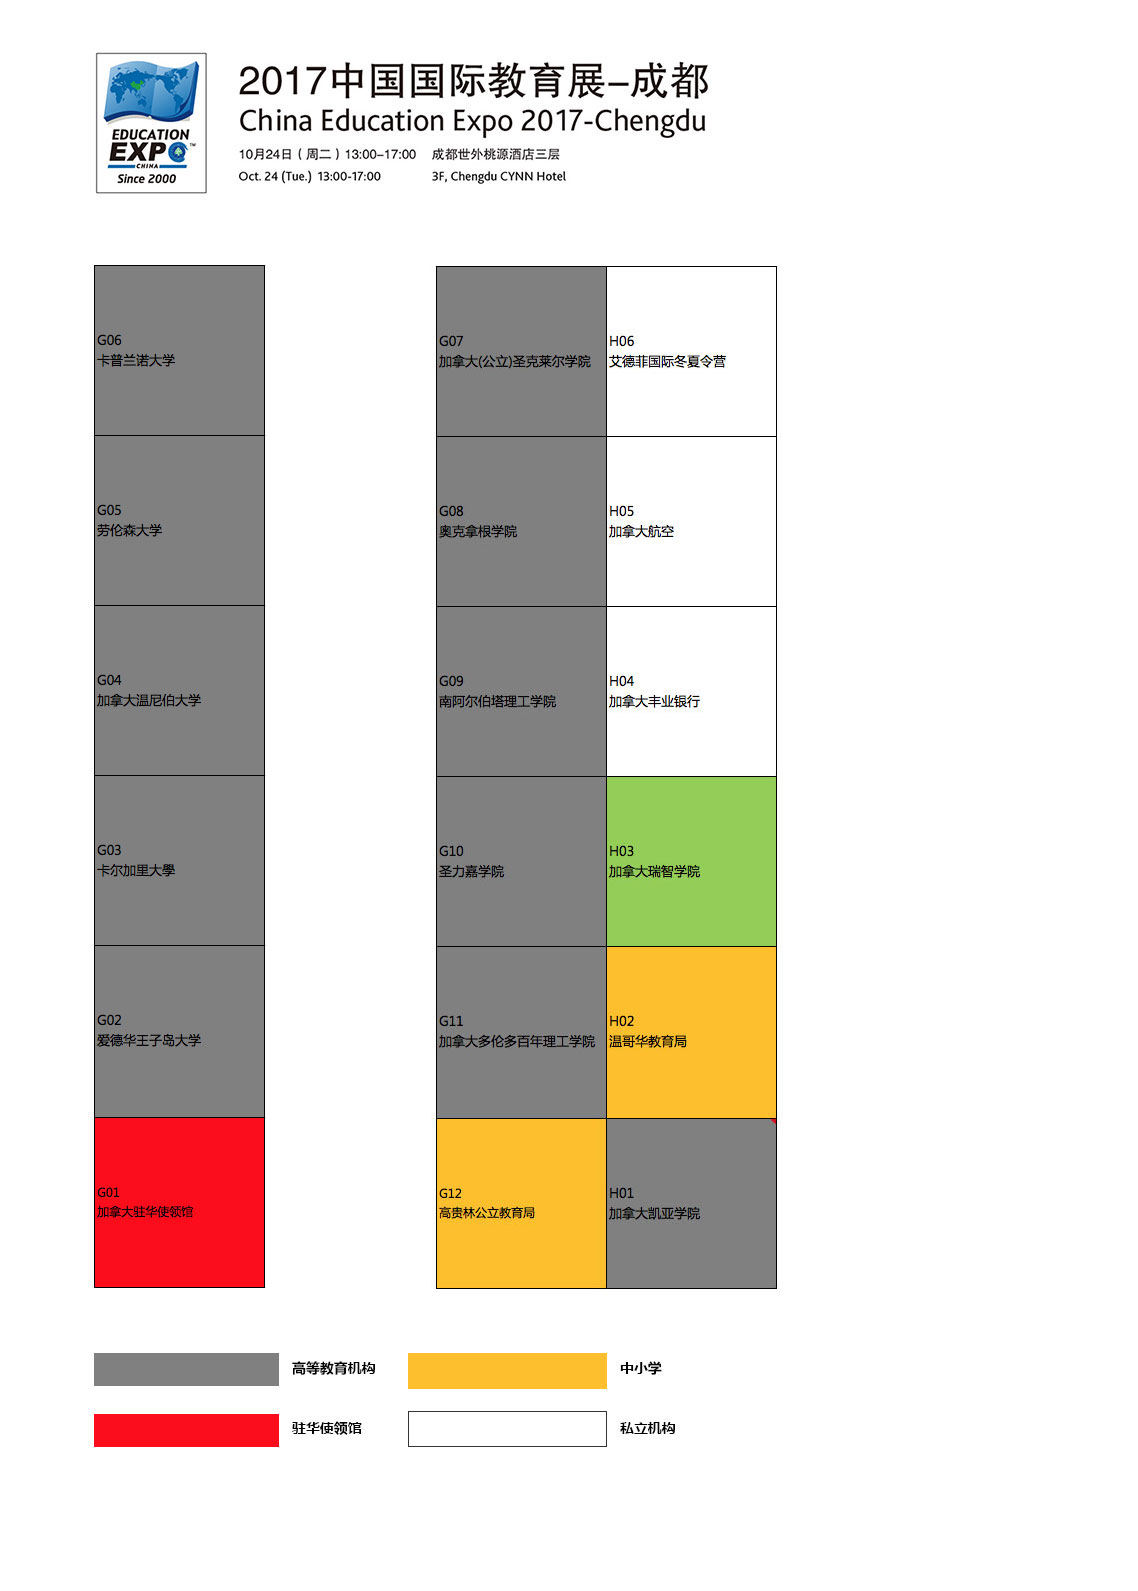 EDUCATION
EXPO™
CHINA
Since 2000
2017中国国际教育展-成都
China Education Expo 2017-Chengdu
10月24日（周二）13:00-17:00 成都世外桃源酒店三层
Oct. 24 (Tue.) 13:00-17:00 3F, Chengdu CYNN Hotel
G06
卡普兰诺大学
G05
劳伦森大学
G04
加拿大温尼伯大学
G03
卡尔加里大學
G02
爱德华王子岛大学
G01
加拿大驻华使领馆
G07
加拿大(公立)圣克莱尔学院
G08
奥克拿根学院
G09
南阿尔伯塔理工学院
G10
圣力嘉学院
G11
加拿大多伦多百年理工学院
G12
高贵林公立教育局
H06
艾德菲国际冬夏令营
H05
加拿大航空
H04
加拿大丰业银行
H03
加拿大瑞智学院
H02
温哥华教育局
H01
加拿大凯亚学院
高等教育机构
中小学
驻华使领馆
私立机构